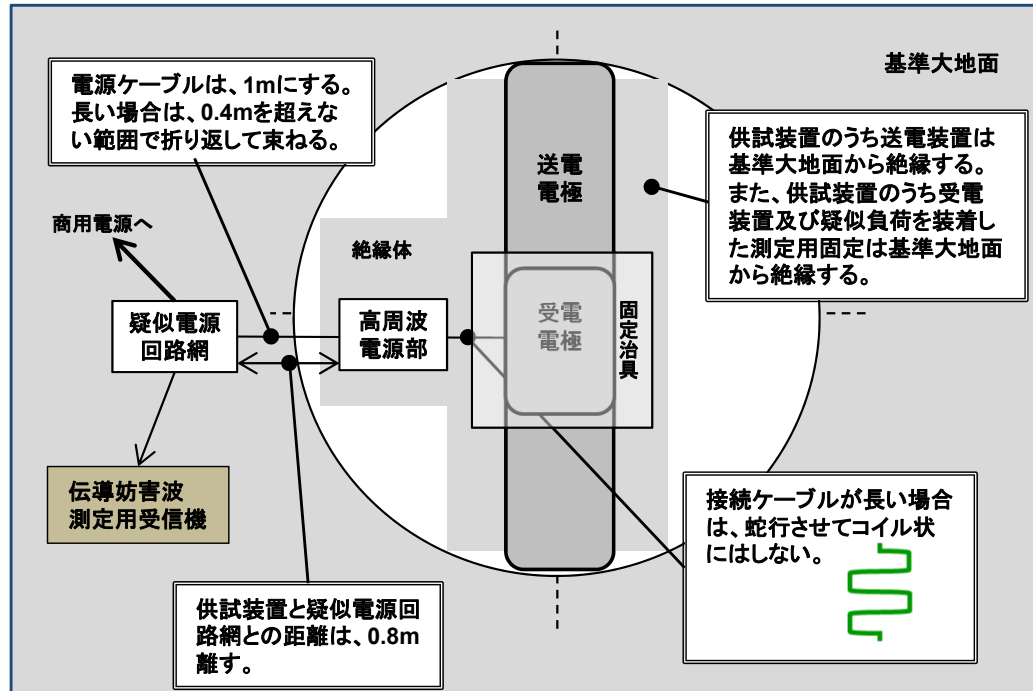 基準大地面
電源ケーブルは、1mにする。
長い場合は、0.4mを超えな
い範囲で折り返して束ねる。
供試装置のうち送電装置は
基準大地面から絶縁する。
また、供試装置のうち受電
装置及び疑似負荷を装着し
た測定用固定は基準大地面
から絶縁する。
送電
電極
商用電源へ
絶縁体
疑似電源
回路網
高周波
電源部
受電
電極
固定治具
伝導妨害波
測定用受信機
接続ケーブルが長い場合
は、蛇行させてコイル状
にはしない。
供試装置と疑似電源回
路網との距離は、0.8m
離す。